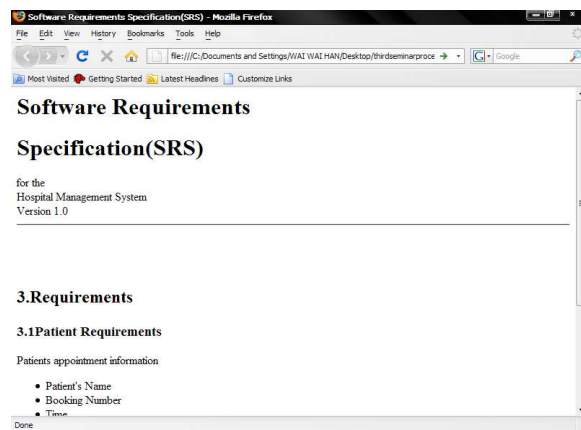 Software Requirements Specification(SRS) - Mozilla Firefox
File Edit View History Bookmarks Tools Help
file:///C:/Documents and Settings/WAI WAI HAN/Desktop/thirdseminarproce
Google
Most Visited Getting Started Latest Headlines Customize Links
Software Requirements
Specification(SRS)
for the
Hospital Management System
Version 1.0
3.Requirements
3.1Patient Requirements
Patients appointment information
• Patient's Name
• Booking Number
• Time
Done